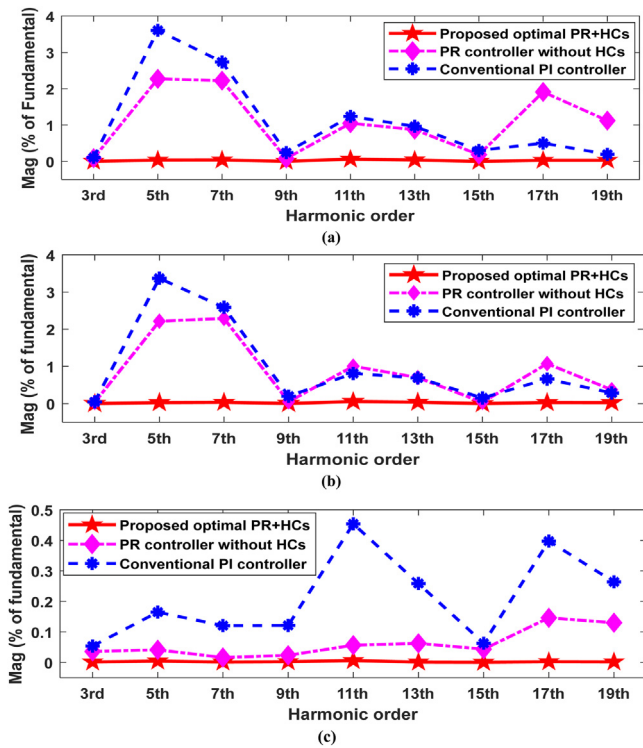 4
3
2
1
0
Mag (% of Fundamental)
Proposed optimal PR+HCs
PR controller without HCs
Conventional PI controller
3rd 5th 7th 9th 11th 13th 15th 17th 19th
Harmonic order
(a)
4
3
2
1
0
Mag (% of fundamental)
Proposed optimal PR+HCs
PR controller without HCs
Conventional PI controller
3rd 5th 7th 9th 11th 13th 15th 17th 19th
Harmonic order
(b)
0.5
0.4
0.3
0.2
0.1
0
Mag (% of fundamental)
Proposed optimal PR+HCs
PR controller without HCs
Conventional PI controller
3rd 5th 7th 9th 11th 13th 15th 17th 19th
Harmonic order
(c)